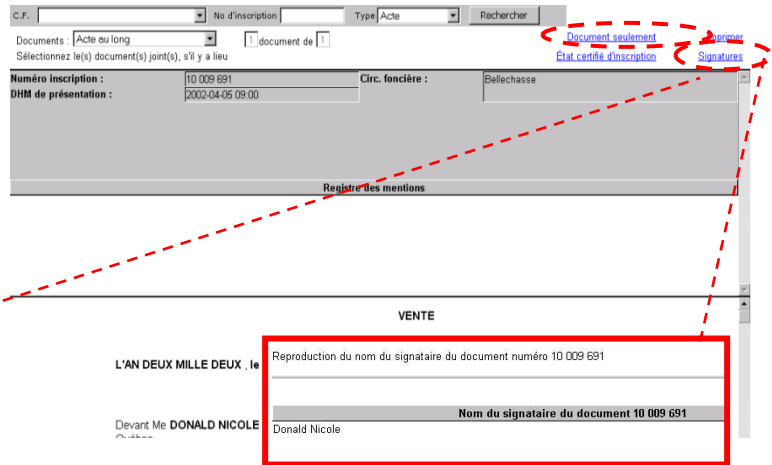 C.F. No d'inscription Type Acte Rechercher
Documents : Acte au long 1 document de 1 Document seulement Imprimer
Sélectionnez le(s) document(s) joint(s), s'il y a lieu État certifié d'inscription Signatures
Numéro inscription : 10 009 691 Circ. foncière : Bellechasse
DHM de présentation : 2002-04-05 09:00
Registre des mentions
VENTE
L'AN DEUX MILLE DEUX , le
Reproduction du nom du signataire du document numéro 10 009 691
Nom du signataire du document 10 009 691
Devant Me DONALD NICOLE
Donald Nicole
Québec